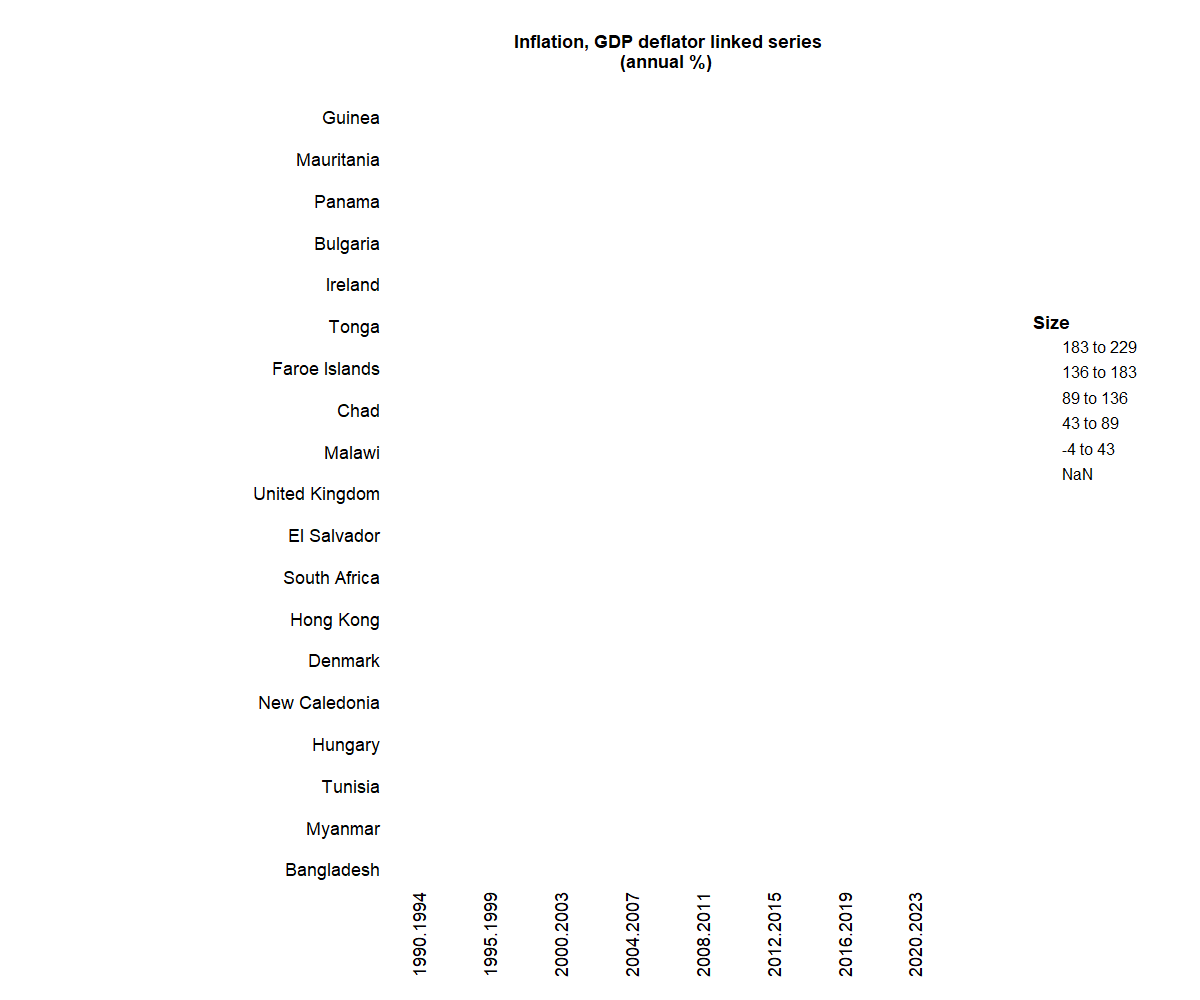 Inflation, GDP deflator linked series
(annual %)
Guinea
Mauritania
Panama
Bulgaria
Ireland
Tonga
Faroe Islands
Chad
Malawi
United Kingdom
El Salvador
South Africa
Hong Kong
Denmark
New Caledonia
Hungary
Tunisia
Myanmar
Bangladesh
1990.1994
1995.1999
2000.2003
2004.2007
2008.2011
2012.2015
2016.2019
2020.2023
Size
183 to 229
136 to 183
89 to 136
43 to 89
-4 to 43
NaN